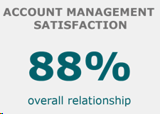 ACCOUNT MANAGEMENT
SATISFACTION
88%
overall relationship